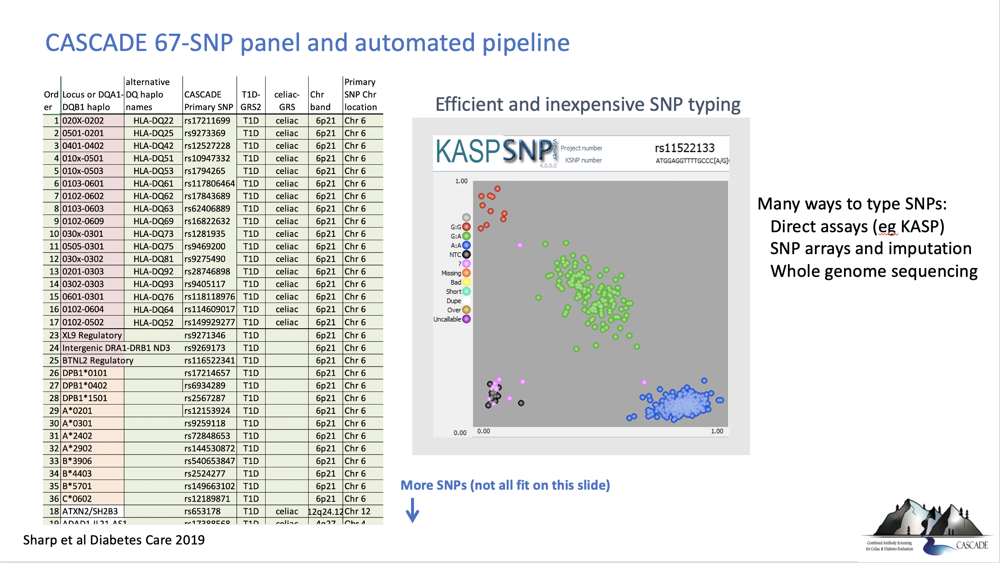 CASCADE 67-SNP panel and automated pipeline
Ord er Locus or DQA1-DQB1 haplo alternative DQ haplo names CASCADE Primary SNP T1D-GRS2 celiac-GRS Chr band Primary SNP Chr location
1 020X-0202 HLA-DQ22 rs17211699 T1D celiac 6p21 Chr 6
2 0501-0201 HLA-DQ25 rs9273369 T1D celiac 6p21 Chr 6
3 0401-0402 HLA-DQ42 rs12527228 T1D celiac 6p21 Chr 6
4 010x-0501 HLA-DQ51 rs10947332 T1D celiac 6p21 Chr 6
5 010x-0503 HLA-DQ53 rs1794265 T1D celiac 6p21 Chr 6
6 0103-0601 HLA-DQ61 rs117806464 T1D celiac 6p21 Chr 6
7 0102-0602 HLA-DQ62 rs17843689 T1D celiac 6p21 Chr 6
8 0103-0603 HLA-DQ63 rs62406889 T1D celiac 6p21 Chr 6
9 0102-0609 HLA-DQ69 rs16822632 T1D celiac 6p21 Chr 6
10 030x-0301 HLA-DQ73 rs1281935 T1D celiac 6p21 Chr 6
11 0505-0301 HLA-DQ75 rs9469200 T1D celiac 6p21 Chr 6
12 030x-0302 HLA-DQ81 rs9275490 T1D celiac 6p21 Chr 6
13 0201-0303 HLA-DQ92 rs28746898 T1D celiac 6p21 Chr 6
14 0302-0303 HLA-DQ93 rs9405117 T1D celiac 6p21 Chr 6
15 0601-0301 HLA-DQ76 rs118118976 T1D celiac 6p21 Chr 6
16 0102-0604 HLA-DQ64 rs114609017 T1D celiac 6p21 Chr 6
17 0102-0502 HLA-DQ52 rs149929277 T1D celiac 6p21 Chr 6
23 XL9 Regulatory rs9271346 T1D 6p21 Chr 6
24 Intergenic DRA1-DRB1 ND3 rs9269173 T1D 6p21 Chr 6
25 BTNL2 Regulatory rs116522341 T1D 6p21 Chr 6
26 DPB1*0101 rs17214657 T1D 6p21 Chr 6
27 DPB1*0402 rs6934289 T1D 6p21 Chr 6
28 DPB1*1501 rs2567287 T1D 6p21 Chr 6
29 A*0201 rs12153924 T1D 6p21 Chr 6
30 A*0301 rs9259118 T1D 6p21 Chr 6
31 A*2402 rs72848653 T1D 6p21 Chr 6
32 A*2902 rs144530872 T1D 6p21 Chr 6
33 B*3906 rs540653847 T1D 6p21 Chr 6
34 B*4403 rs2524277 T1D 6p21 Chr 6
35 B*5701 rs149663102 T1D 6p21 Chr 6
36 C*0602 rs12189871 T1D 6p21 Chr 6
18 ATXN2/SH2B3 rs653178 T1D celiac 12q24.12 Chr 12
19 ADAD1-IL21-AS1 rs17388568 T1D celiac 4q27 Chr 4
Sharp et al Diabetes Care 2019
Efficient and inexpensive SNP typing
KASP SNP viewer 4.0.0.0
Project number
KSNP number
rs11522133
ATGGAGGTTTTGCCC[A/G]
1.00
G:G
G:A
A:A
NTC
?
Missing
Bad
Short
Dupe
Over
Uncallable
0.00
0.00 1.00
More SNPs (not all fit on this slide)
Many ways to type SNPs:
Direct assays (eg KASP)
SNP arrays and imputation
Whole genome sequencing
Combined Antibody Screening
for Celiac & Diabetes Evaluation
CASCADE